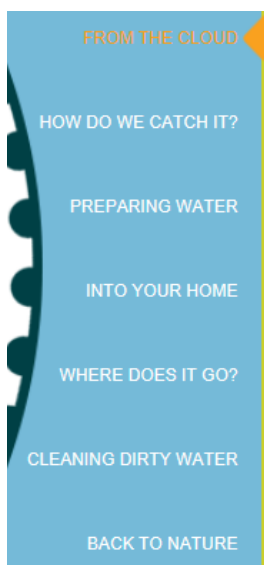 FROM THE CLOUD
HOW DO WE CATCH IT?
PREPARING WATER
INTO YOUR HOME
WHERE DOES IT GO?
CLEANING DIRTY WATER
BACK TO NATURE